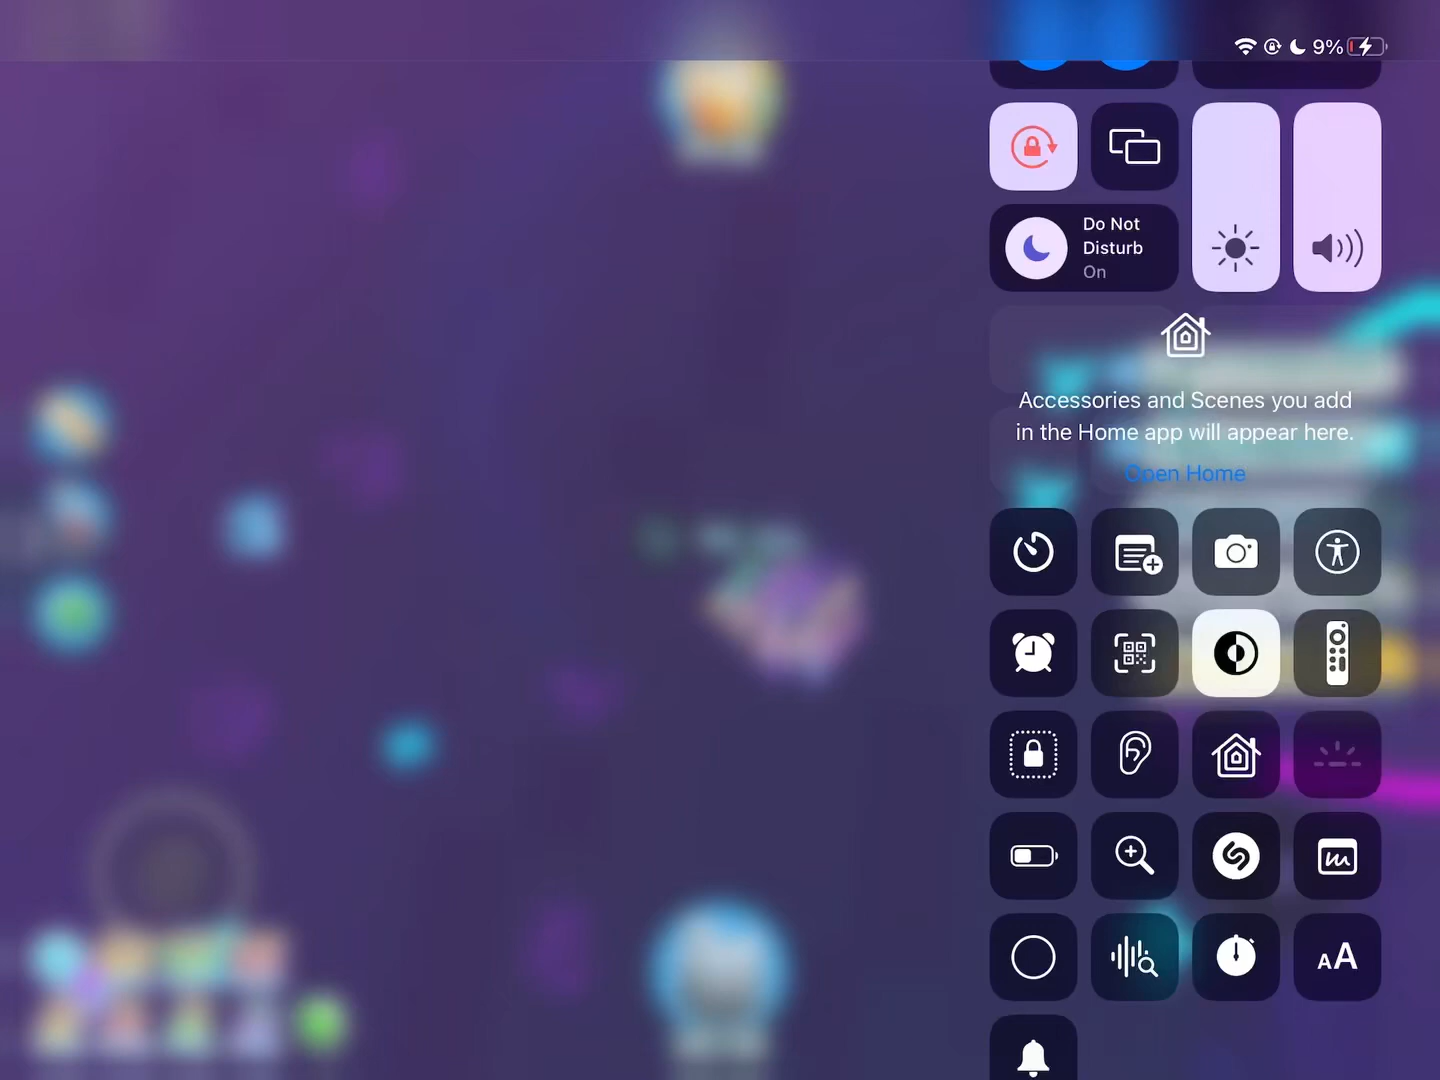 9%
Do Not
Disturb
On
Accessories and Scenes you add
in the Home app will appear here.
Open Home
AA